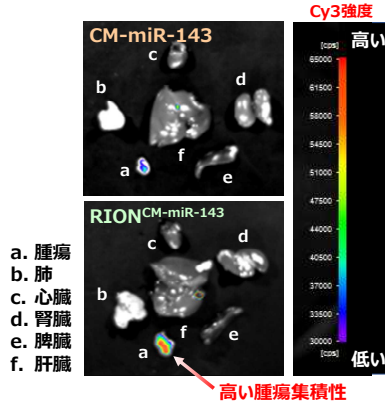 Cy3強度
CM-miR-143
c
b
d
f
a
e
[cps]
高い
65000
61000
57500
54500
51000
47500
44000
40500
37000
33500
30000
[cps]
低い
RION^CM-miR-143
c
d
b
f
e
a
a. 腫瘍
b. 肺
c. 心臓
d. 腎臓
e. 脾臓
f. 肝臓
高い腫瘍集積性